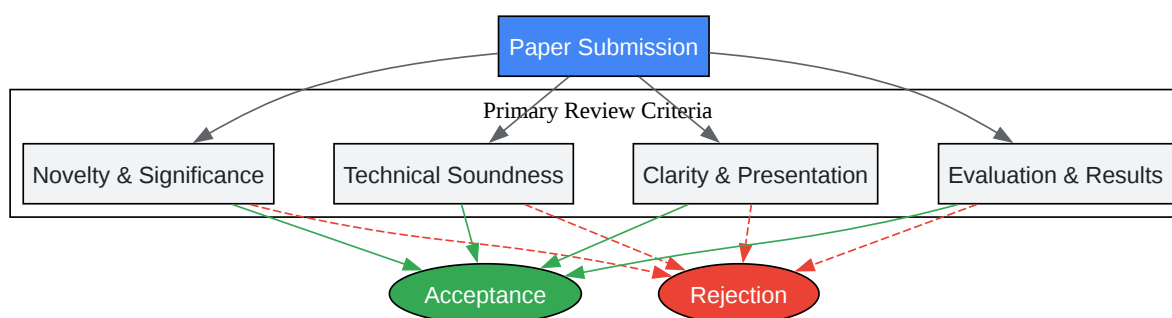 Paper Submission
Primary Review Criteria
Novelty & Significance
Technical Soundness
Clarity & Presentation
Evaluation & Results
Acceptance
Rejection